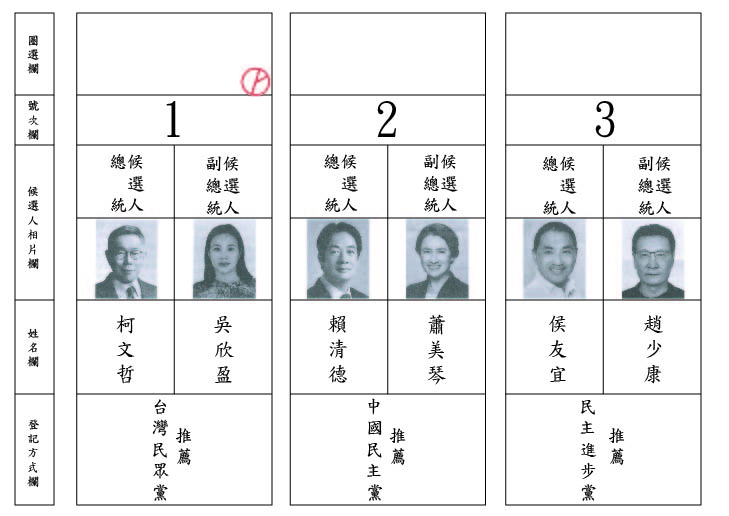 圈選欄
號次欄
候選人相片欄
姓名欄
登記方式欄
1
總統
候選人
副總統
候選人
柯文哲
吳欣盈
台灣民眾黨
推薦
2
總統
候選人
副總統
候選人
賴清德
蕭美琴
中國民主黨
推薦
3
總統
候選人
副總統
候選人
侯友宜
趙少康
民主進步黨
推薦